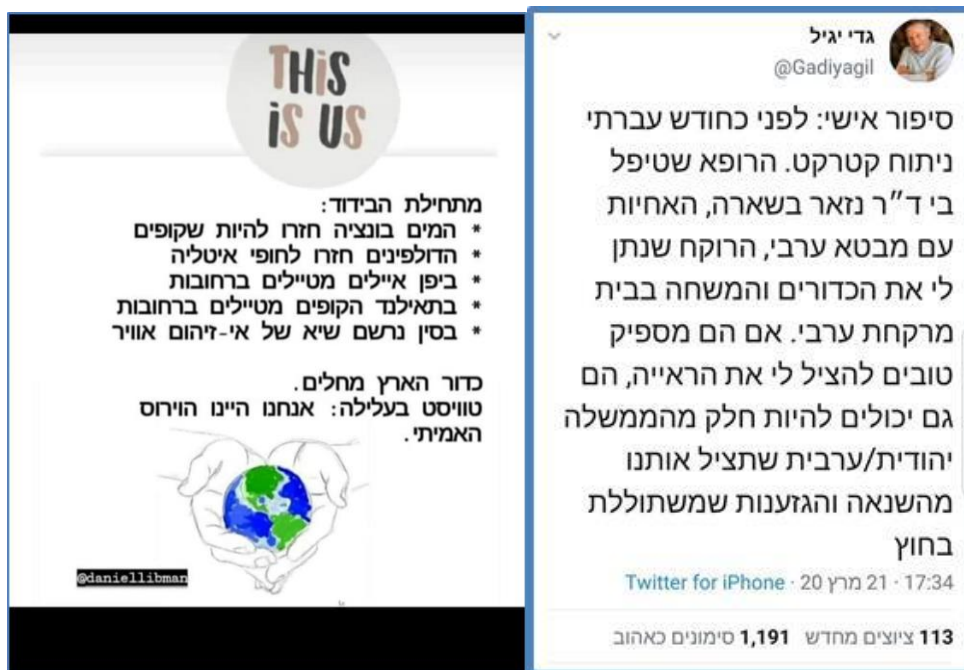 THIS
IS US
מתחילת הבידוד:
* המים בונציה חזרו להיות שקופים
* הדולפינים חזרו לחופי איטליה
* ביפן איילים מטיילים ברחובות
* בתאילנד הקופים מטיילים ברחובות
* בסין נרשם שיא של אי-זיהום אוויר
כדור הארץ מחלים.
טוויסט בעלילה: אנחנו היינו הוירוס
האמיתי.
@daniellibman
גדי יגיל
@Gadiyagil
סיפור אישי: לפני כחודש עברתי
ניתוח קטרקט. הרופא שטיפל
בי ד״ר נזאר בשארה, האחיות
עם מבטא ערבי, הרוקח שנתן
לי את הכדורים והמשחה בבית
מרקחת ערבי. אם הם מספיק
טובים להציל לי את הראייה, הם
גם יכולים להיות חלק מהממשלה
יהודית/ערבית שתציל אותנו
מהשנאה והגזענות שמשתוללת
בחוץ
17:34 · 21 מרץ 20 · Twitter for iPhone
113 ציוצים מחדש 1,191 סימונים כאהוב